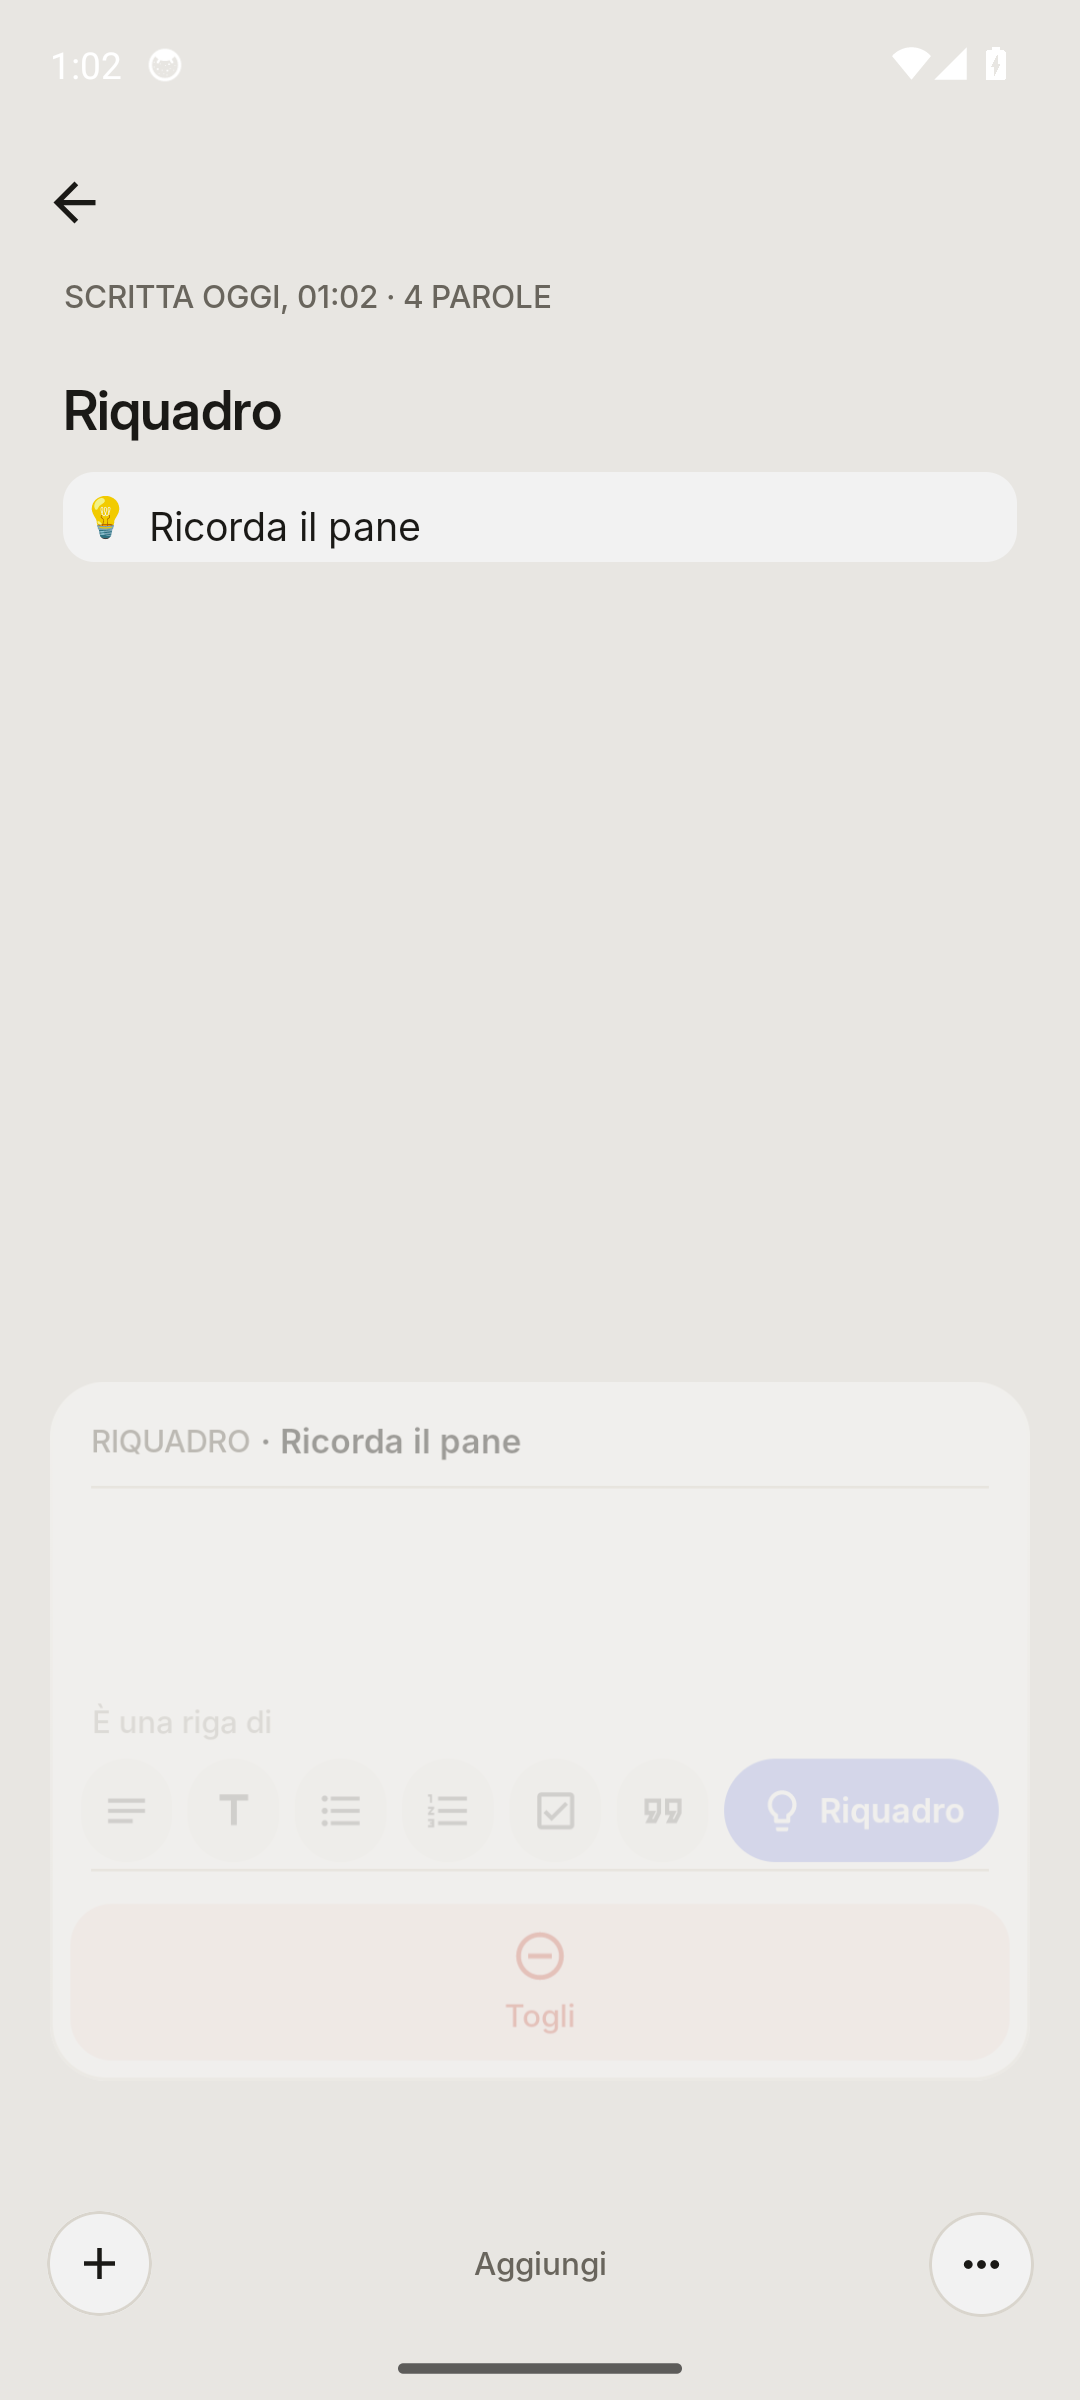 1:02
SCRITTA OGGI, 01:02 · 4 PAROLE
Riquadro
💡 Ricorda il pane
RIQUADRO · Ricorda il pane
È una riga di
Riquadro
Togli
Aggiungi